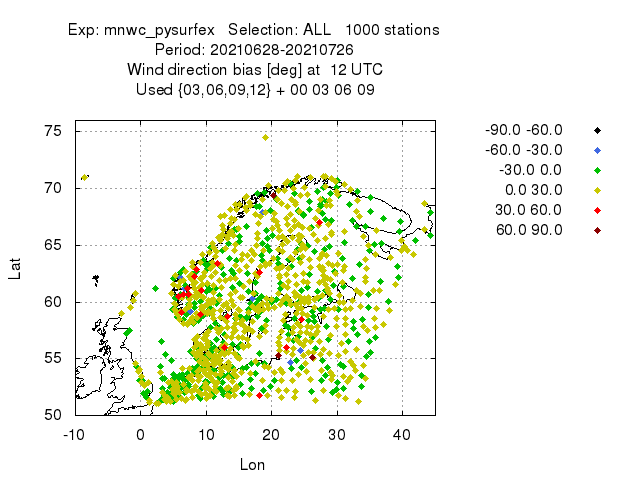 Exp: mnwc_pysurfex   Selection: ALL   1000 stations
Period: 20210628-20210726
Wind direction bias [deg] at  12 UTC
Used {03,06,09,12} + 00 03 06 09
-90.0 -60.0
-60.0 -30.0
-30.0 0.0
0.0 30.0
30.0 60.0
60.0 90.0
75
70
65
60
55
50
Lat
-10 0 10 20 30 40
Lon